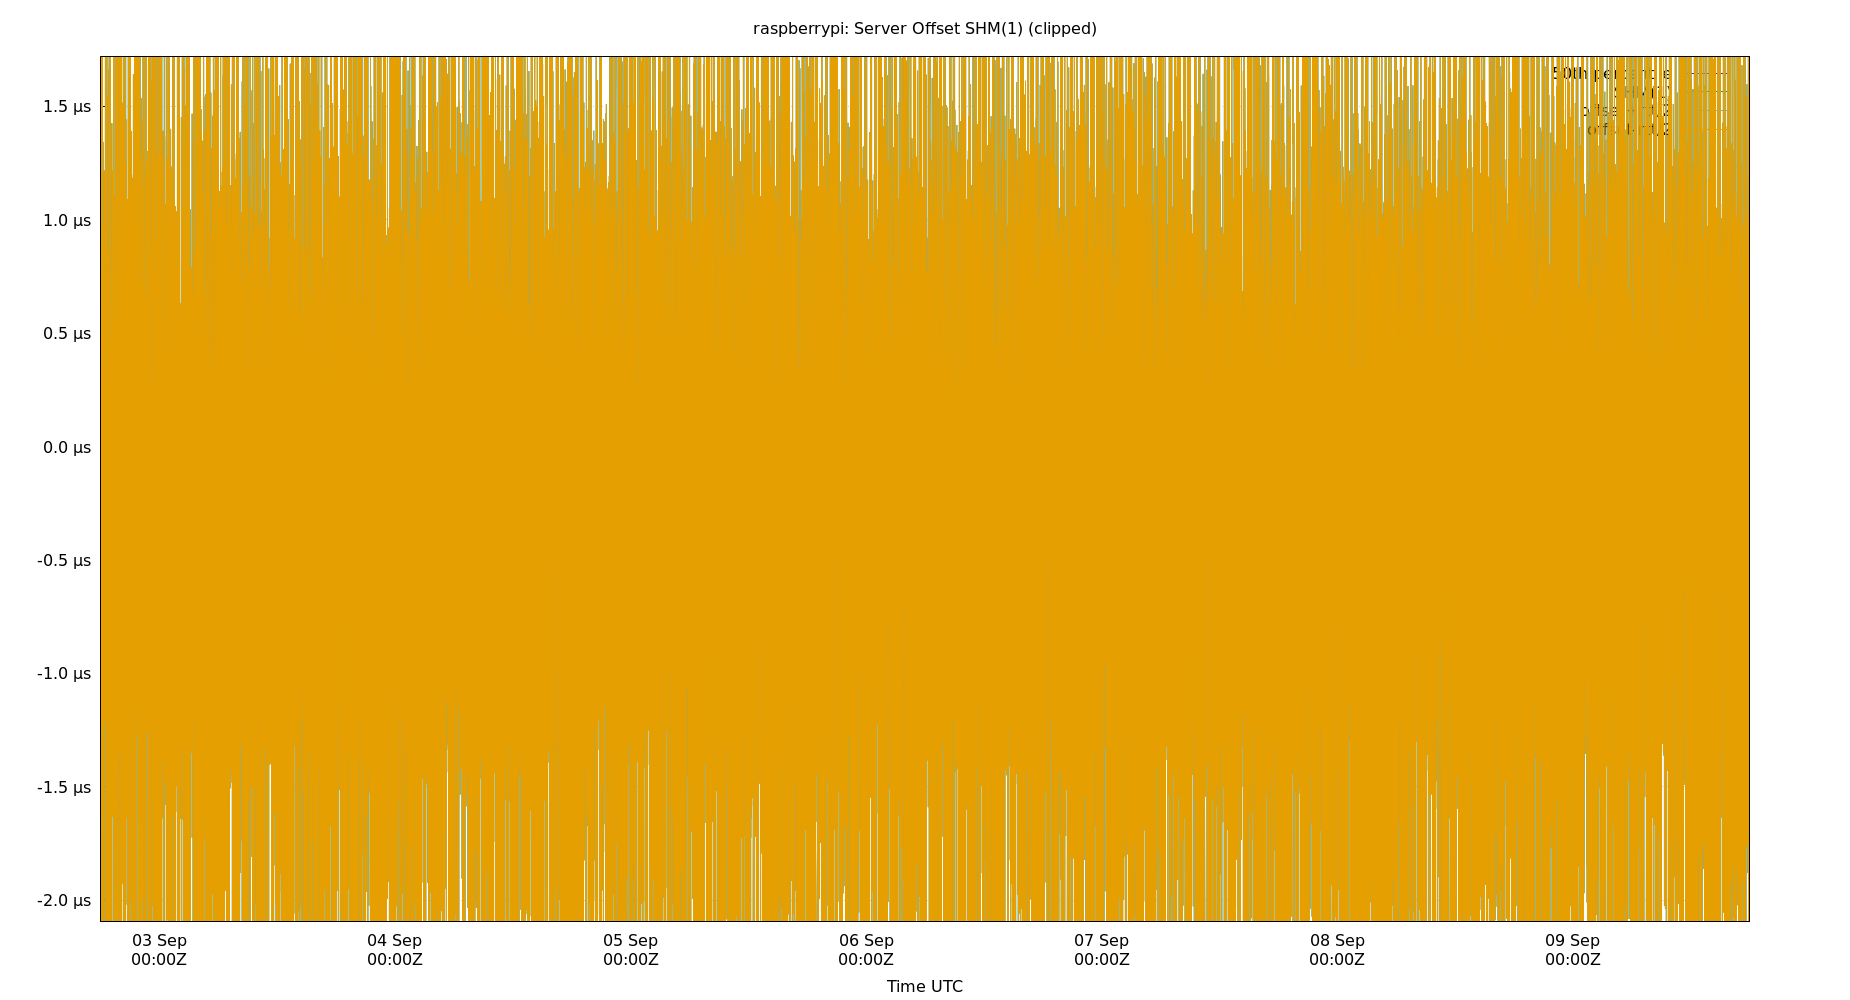 raspberrypi: Server Offset SHM(1) (clipped)
1.5 µs
1.0 µs
0.5 µs
0.0 µs
-0.5 µs
-1.0 µs
-1.5 µs
-2.0 µs
50th
03 Sep
00:00Z
04 Sep
00:00Z
05 Sep
00:00Z
06 Sep
00:00Z
07 Sep
00:00Z
08 Sep
00:00Z
09 Sep
00:00Z
Time UTC